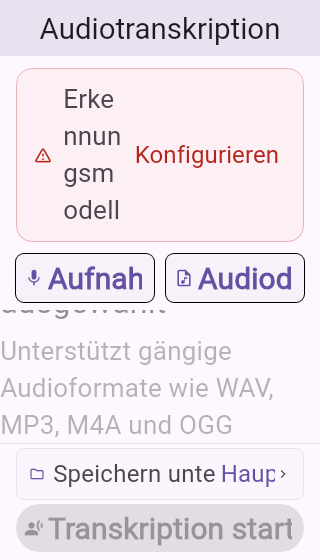 Audiotranskription
Erke
nnun
gsm
odell
Konfigurieren
Aufnah
Audiod
ausgewählt
Unterstützt gängige
Audioformate wie WAV,
MP3, M4A und OGG
Speichern unte Haup
Transkription start